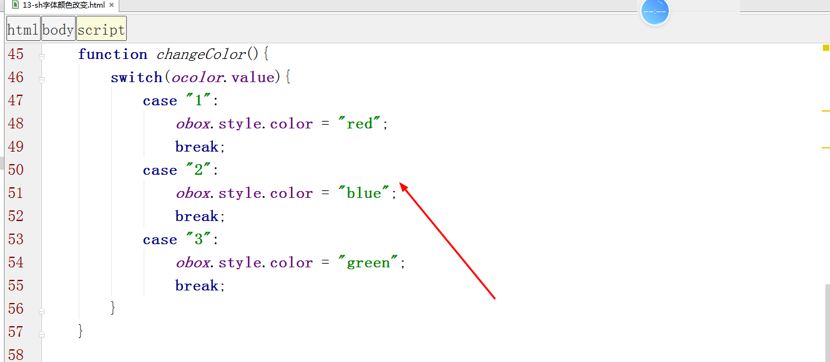 13-sh字体颜色改变.html ×
html body script
45 function changeColor(){
46 switch(ocolor.value){
47 case "1":
48 obox.style.color = "red";
49 break;
50 case "2":
51 obox.style.color = "blue";
52 break;
53 case "3":
54 obox.style.color = "green";
55 break;
56 }
57 }
58